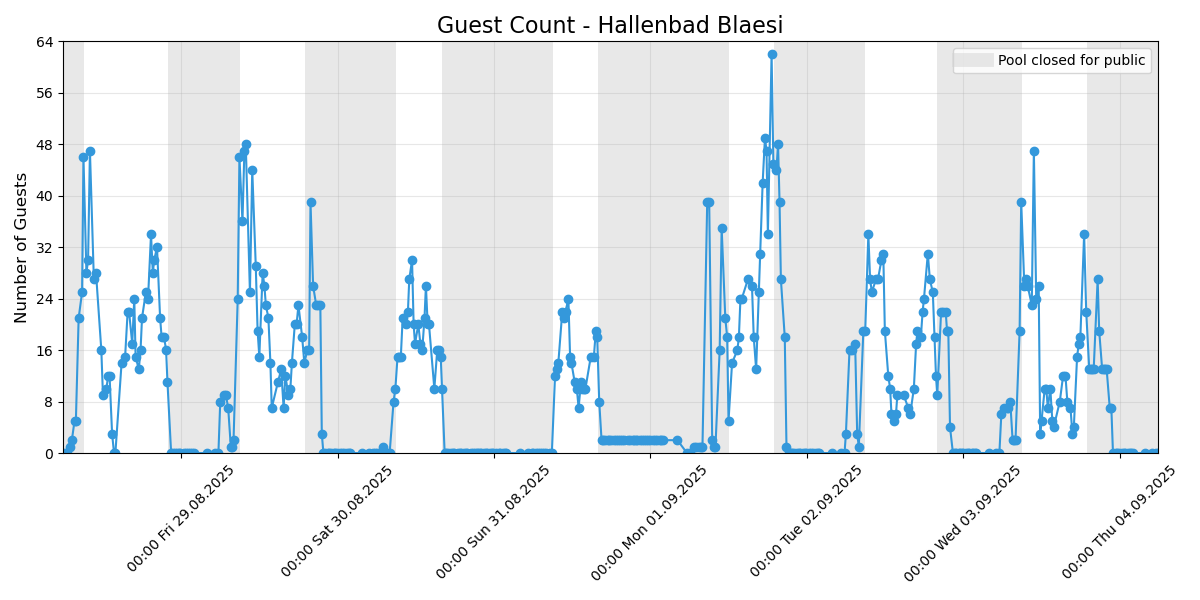 Guest Count - Hallenbad Blaesi
Pool closed for public
Number of Guests
64
56
48
40
32
24
16
8
0
00:00 Fri 29.08.2025
00:00 Sat 30.08.2025
00:00 Sun 31.08.2025
00:00 Mon 01.09.2025
00:00 Tue 02.09.2025
00:00 Wed 03.09.2025
00:00 Thu 04.09.2025